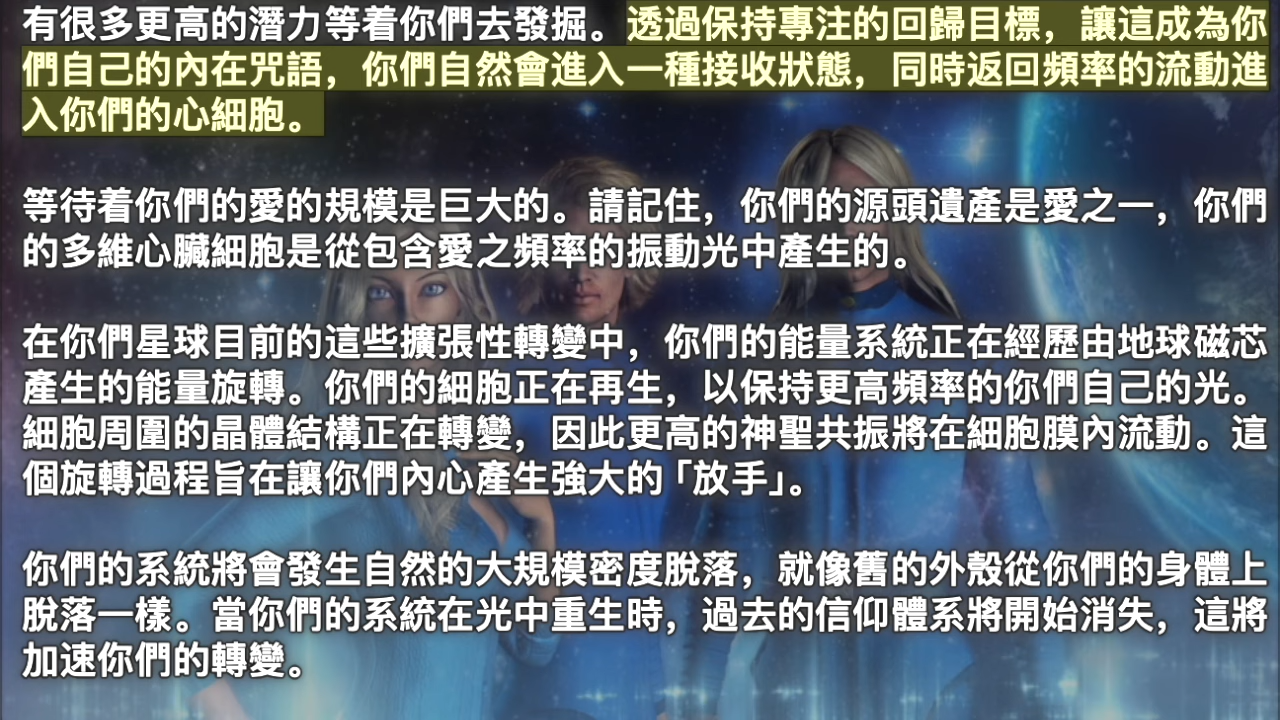 有很多更高的潛力等着你們去發掘。透過保持專注的回歸目標，讓這成為你
們自己的內在咒語，你們自然會進入一種接收狀態，同時返回頻率的流動進
入你們的心細胞。
等待着你們的愛的規模是巨大的。請記住，你們的源頭遺產是愛之一，你們
的多維心臟細胞是從包含愛之頻率的振動光中產生的。
在你們星球目前的這些擴張性轉變中，你們的能量系統正在經歷由地球磁芯
產生的能量旋轉。你們的細胞正在再生，以保持更高頻率的你們自己的光。
細胞周圍的晶體結構正在轉變，因此更高的神聖共振將在細胞膜內流動。這
個旋轉過程旨在讓你們內心產生強大的「放手」。
你們的系統將會發生自然的大規模密度脫落，就像舊的外殼從你們的身體上
脫落一樣。當你們的系統在光中重生時，過去的信仰體系將開始消失，這將
加速你們的轉變。